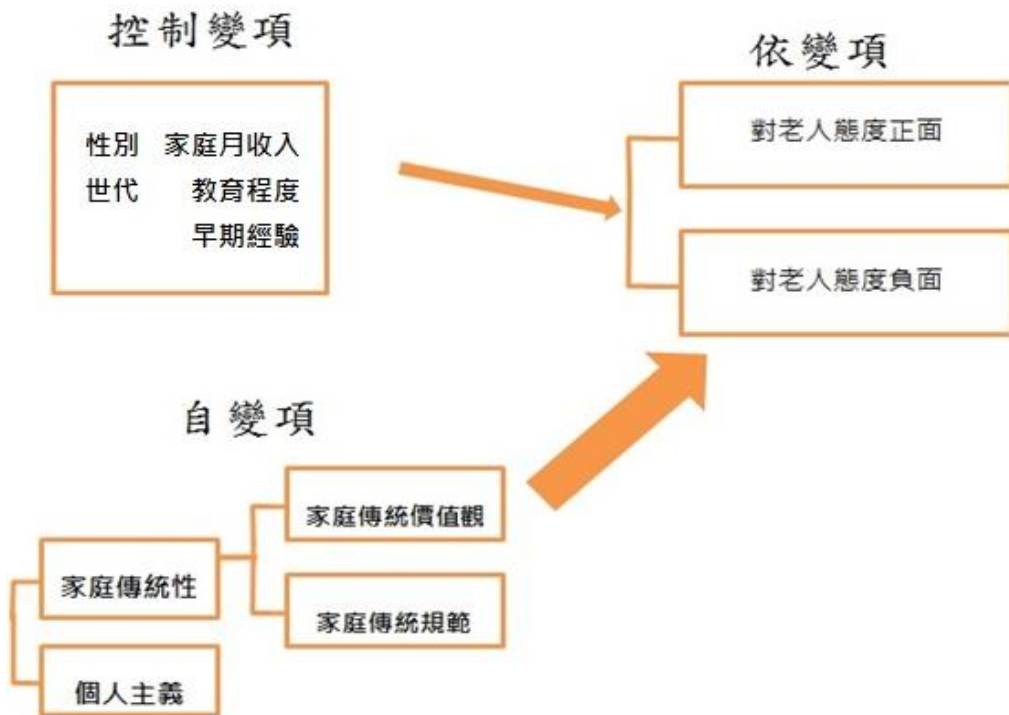 控制變項
性別 家庭月收入
世代 教育程度
早期經驗
依變項
對老人態度正面
對老人態度負面
自變項
家庭傳統價值觀
家庭傳統性
家庭傳統規範
個人主義